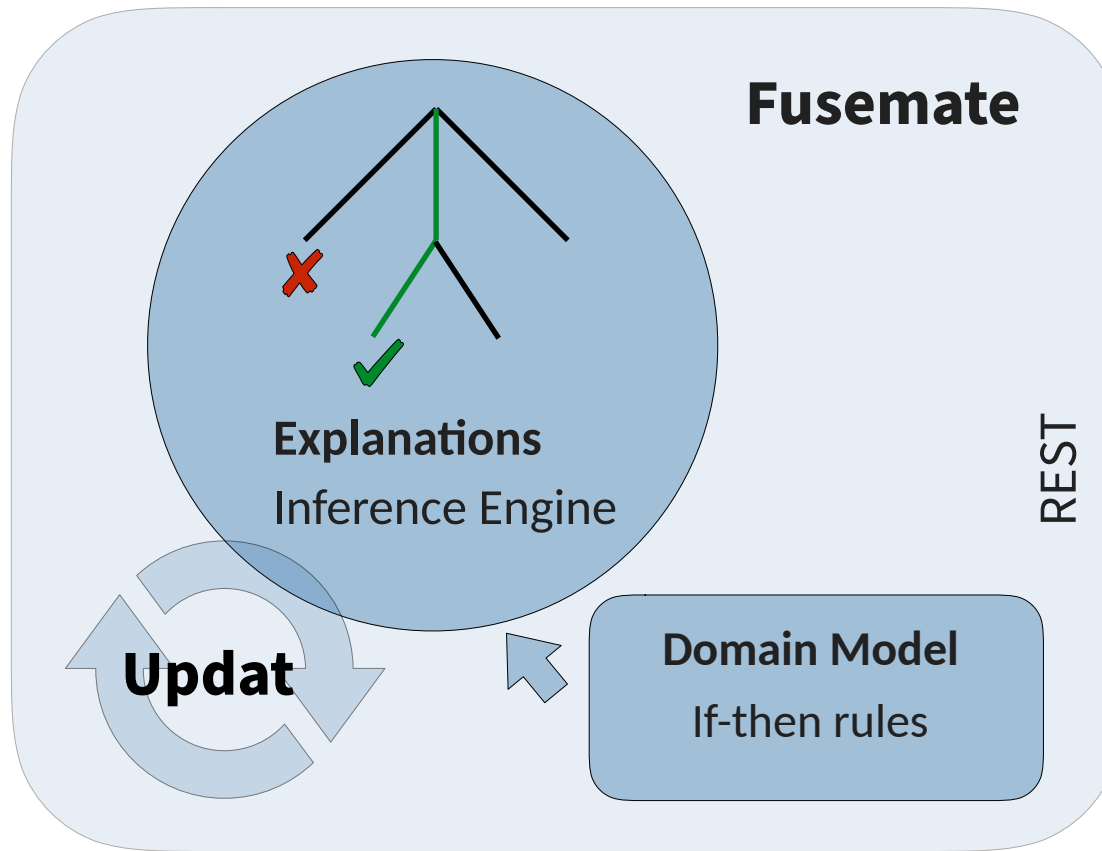 Fusemate
Explanations
Inference Engine
REST
Updat
Domain Model
If-then rules